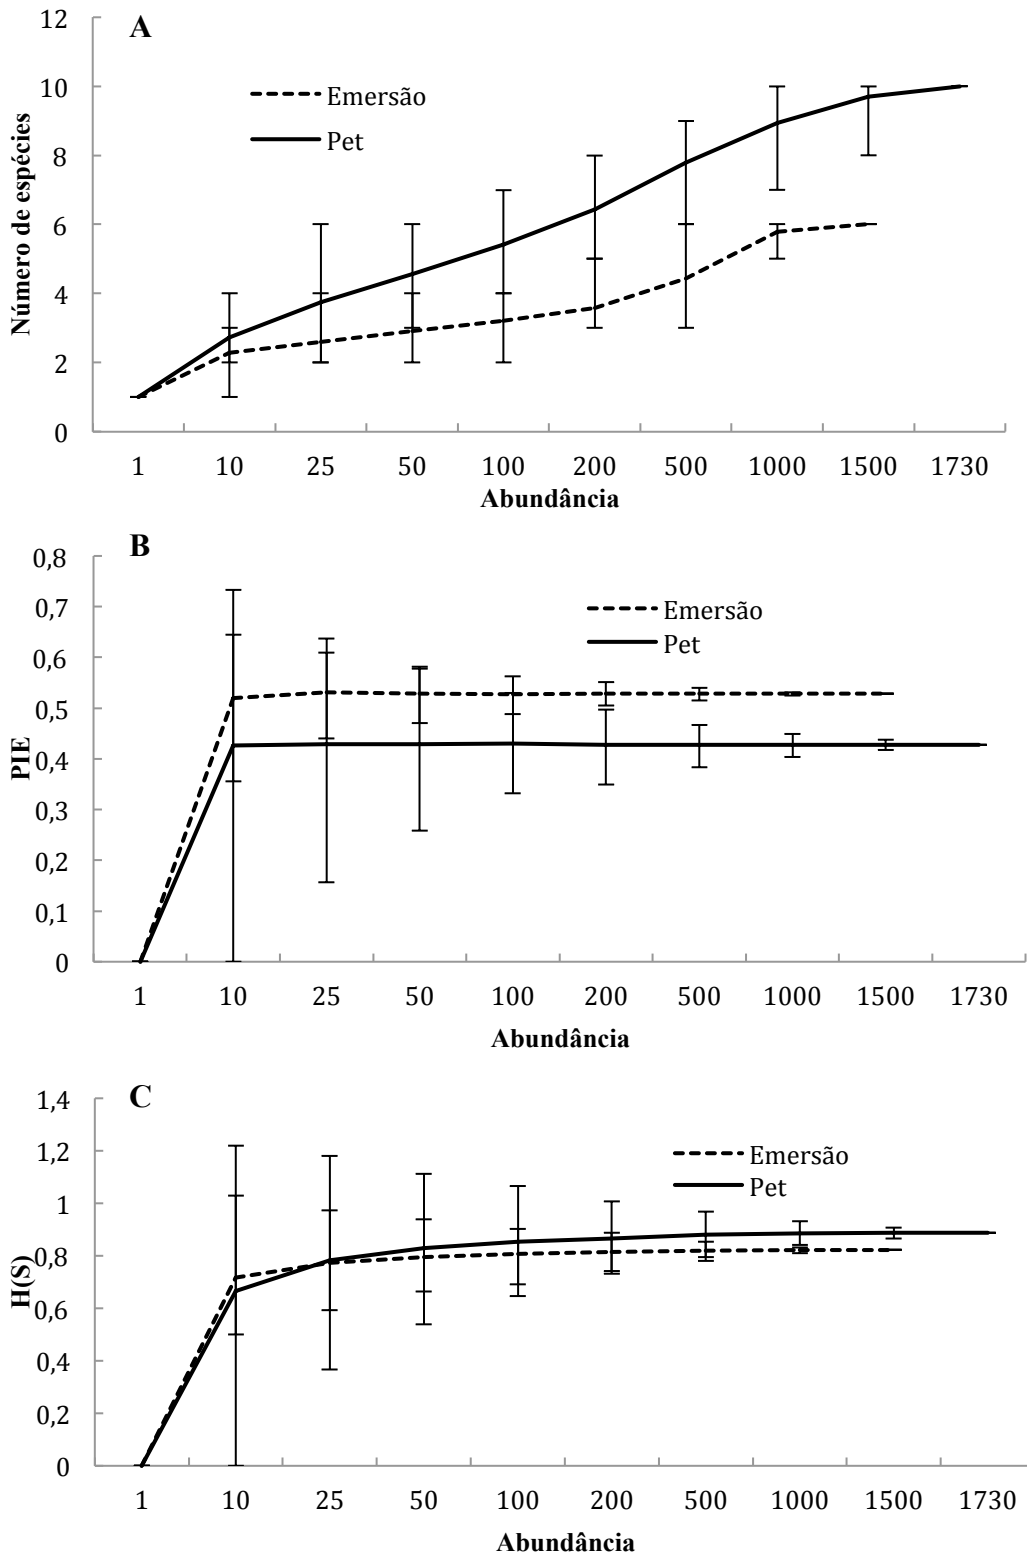 A
Número de espécies
12
10
8
6
4
2
0
Emersão
Pet
1 10 25 50 100 200 500 1000 1500 1730
Abundância
B
PIE
0,8
0,7
0,6
0,5
0,4
0,3
0,2
0,1
0
Emersão
Pet
1 10 25 50 100 200 500 1000 1500 1730
Abundância
C
H(S)
1,4
1,2
1
0,8
0,6
0,4
0,2
0
Emersão
Pet
1 10 25 50 100 200 500 1000 1500 1730
Abundância